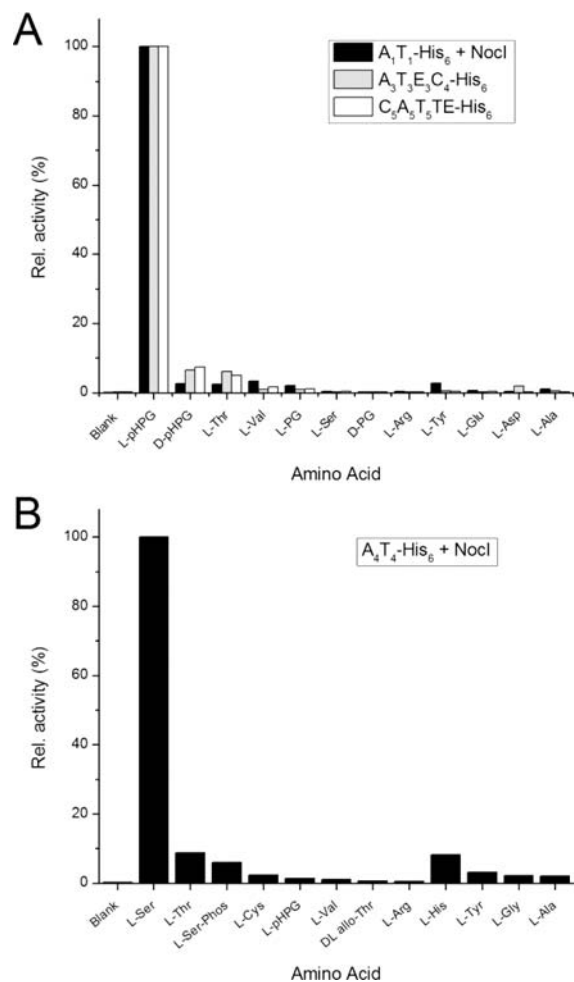 A
A₁T₁-His₆ + NocI
A₃T₃E₃C₄-His₆
C₅A₅T₅TE-His₆
Rel. activity (%)
100
80
60
40
20
0
Blank
L-pHPG
D-pHPG
L-Thr
L-Val
L-PG
L-Ser
D-PG
L-Arg
L-Tyr
L-Glu
L-Asp
L-Ala
Amino Acid
B
A₄T₄-His₆ + NocI
Rel. activity (%)
100
80
60
40
20
0
Blank
L-Ser
L-Thr
L-Ser-Phos
L-Cys
L-pHPG
L-Val
DL allo-Thr
L-Arg
L-His
L-Tyr
L-Gly
L-Ala
Amino Acid